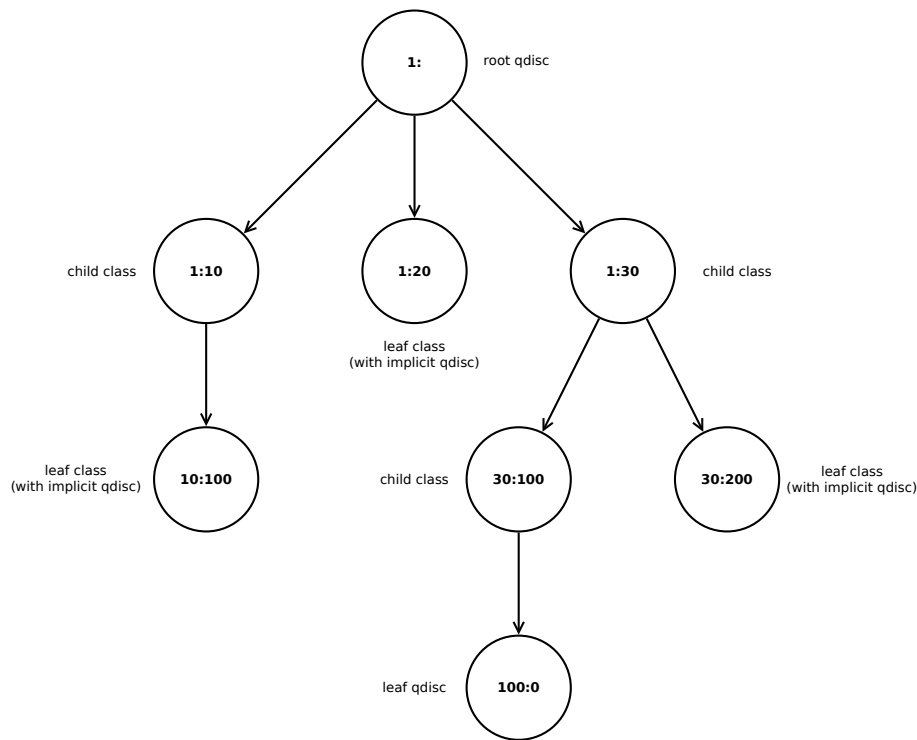 1:
root qdisc
child class
1:10
1:20
1:30
child class
leaf class
(with implicit qdisc)
leaf class
(with implicit qdisc)
10:100
child class
30:100
30:200
leaf class
(with implicit qdisc)
leaf qdisc
100:0